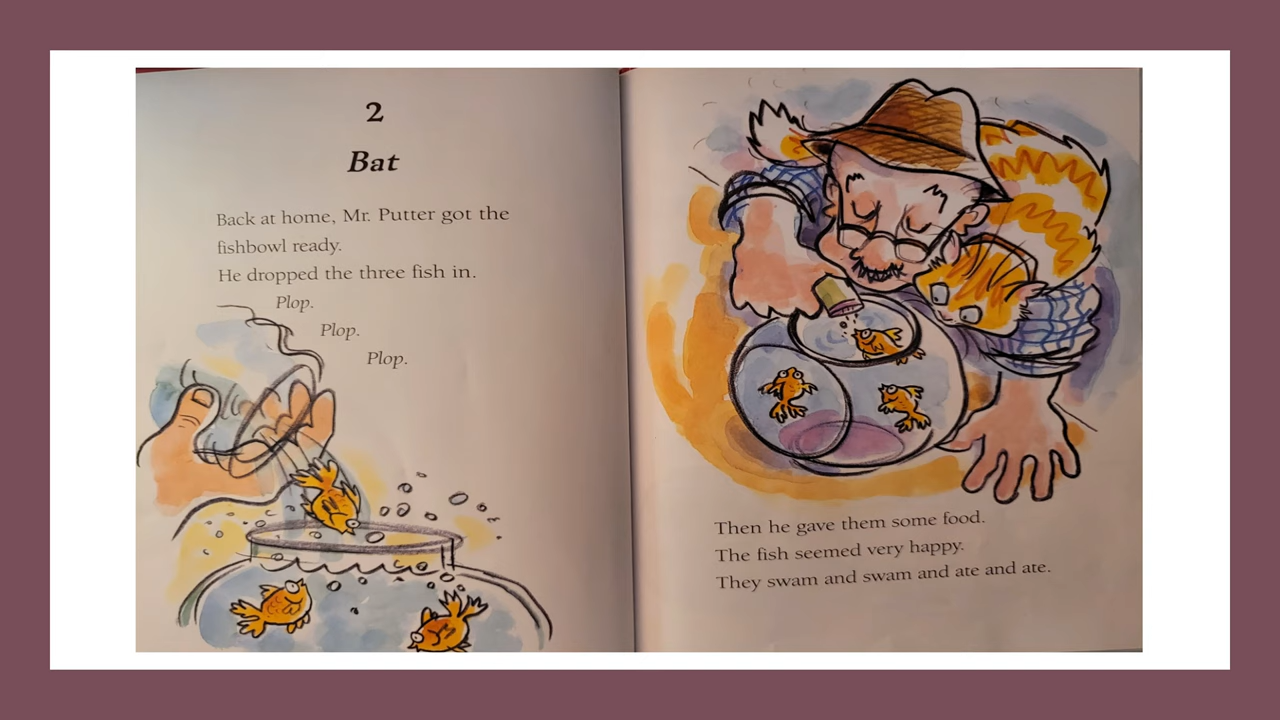 2
Bat
Back at home, Mr. Putter got the
fishbowl ready.
He dropped the three fish in.
Plop.
Plop.
Plop.
Then he gave them some food.
The fish seemed very happy.
They swam and swam and ate and ate.